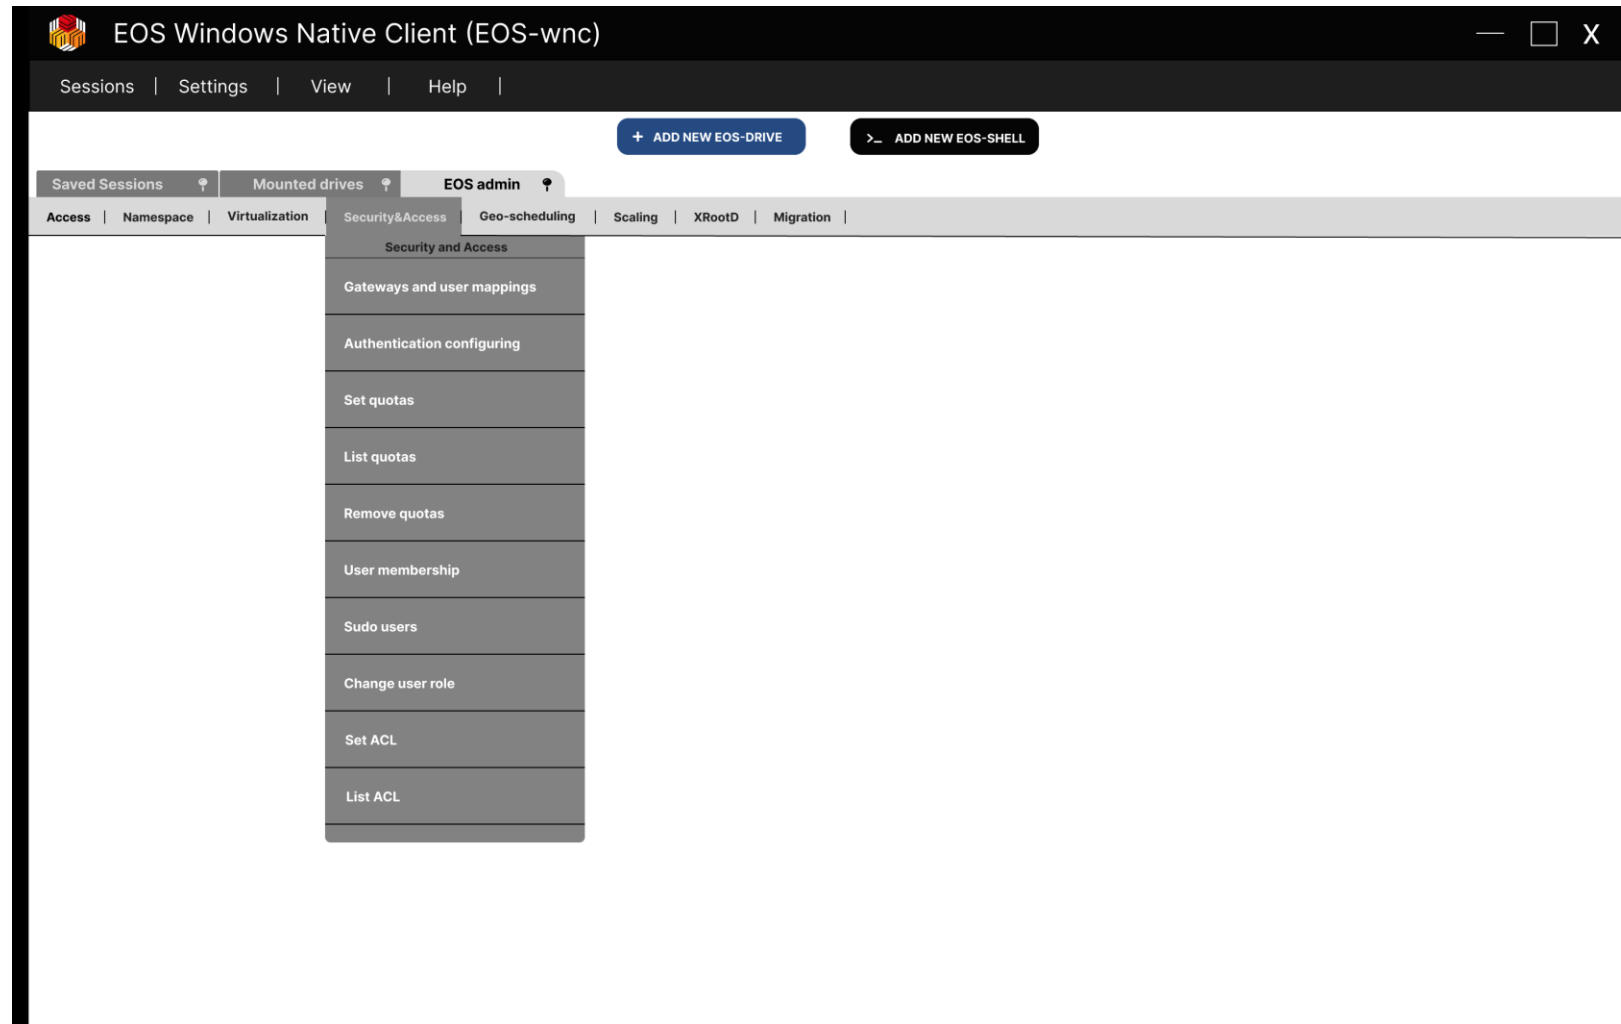 EOS Windows Native Client (EOS-wnc) X
Sessions | Settings | View | Help |
+ ADD NEW EOS-DRIVE >_ ADD NEW EOS-SHELL
Saved Sessions Mounted drives EOS admin
Access | Namespace | Virtualization | Security&Access | Geo-scheduling | Scaling | XRootD | Migration |
Security and Access
Gateways and user mappings
Authentication configuring
Set quotas
List quotas
Remove quotas
User membership
Sudo users
Change user role
Set ACL
List ACL